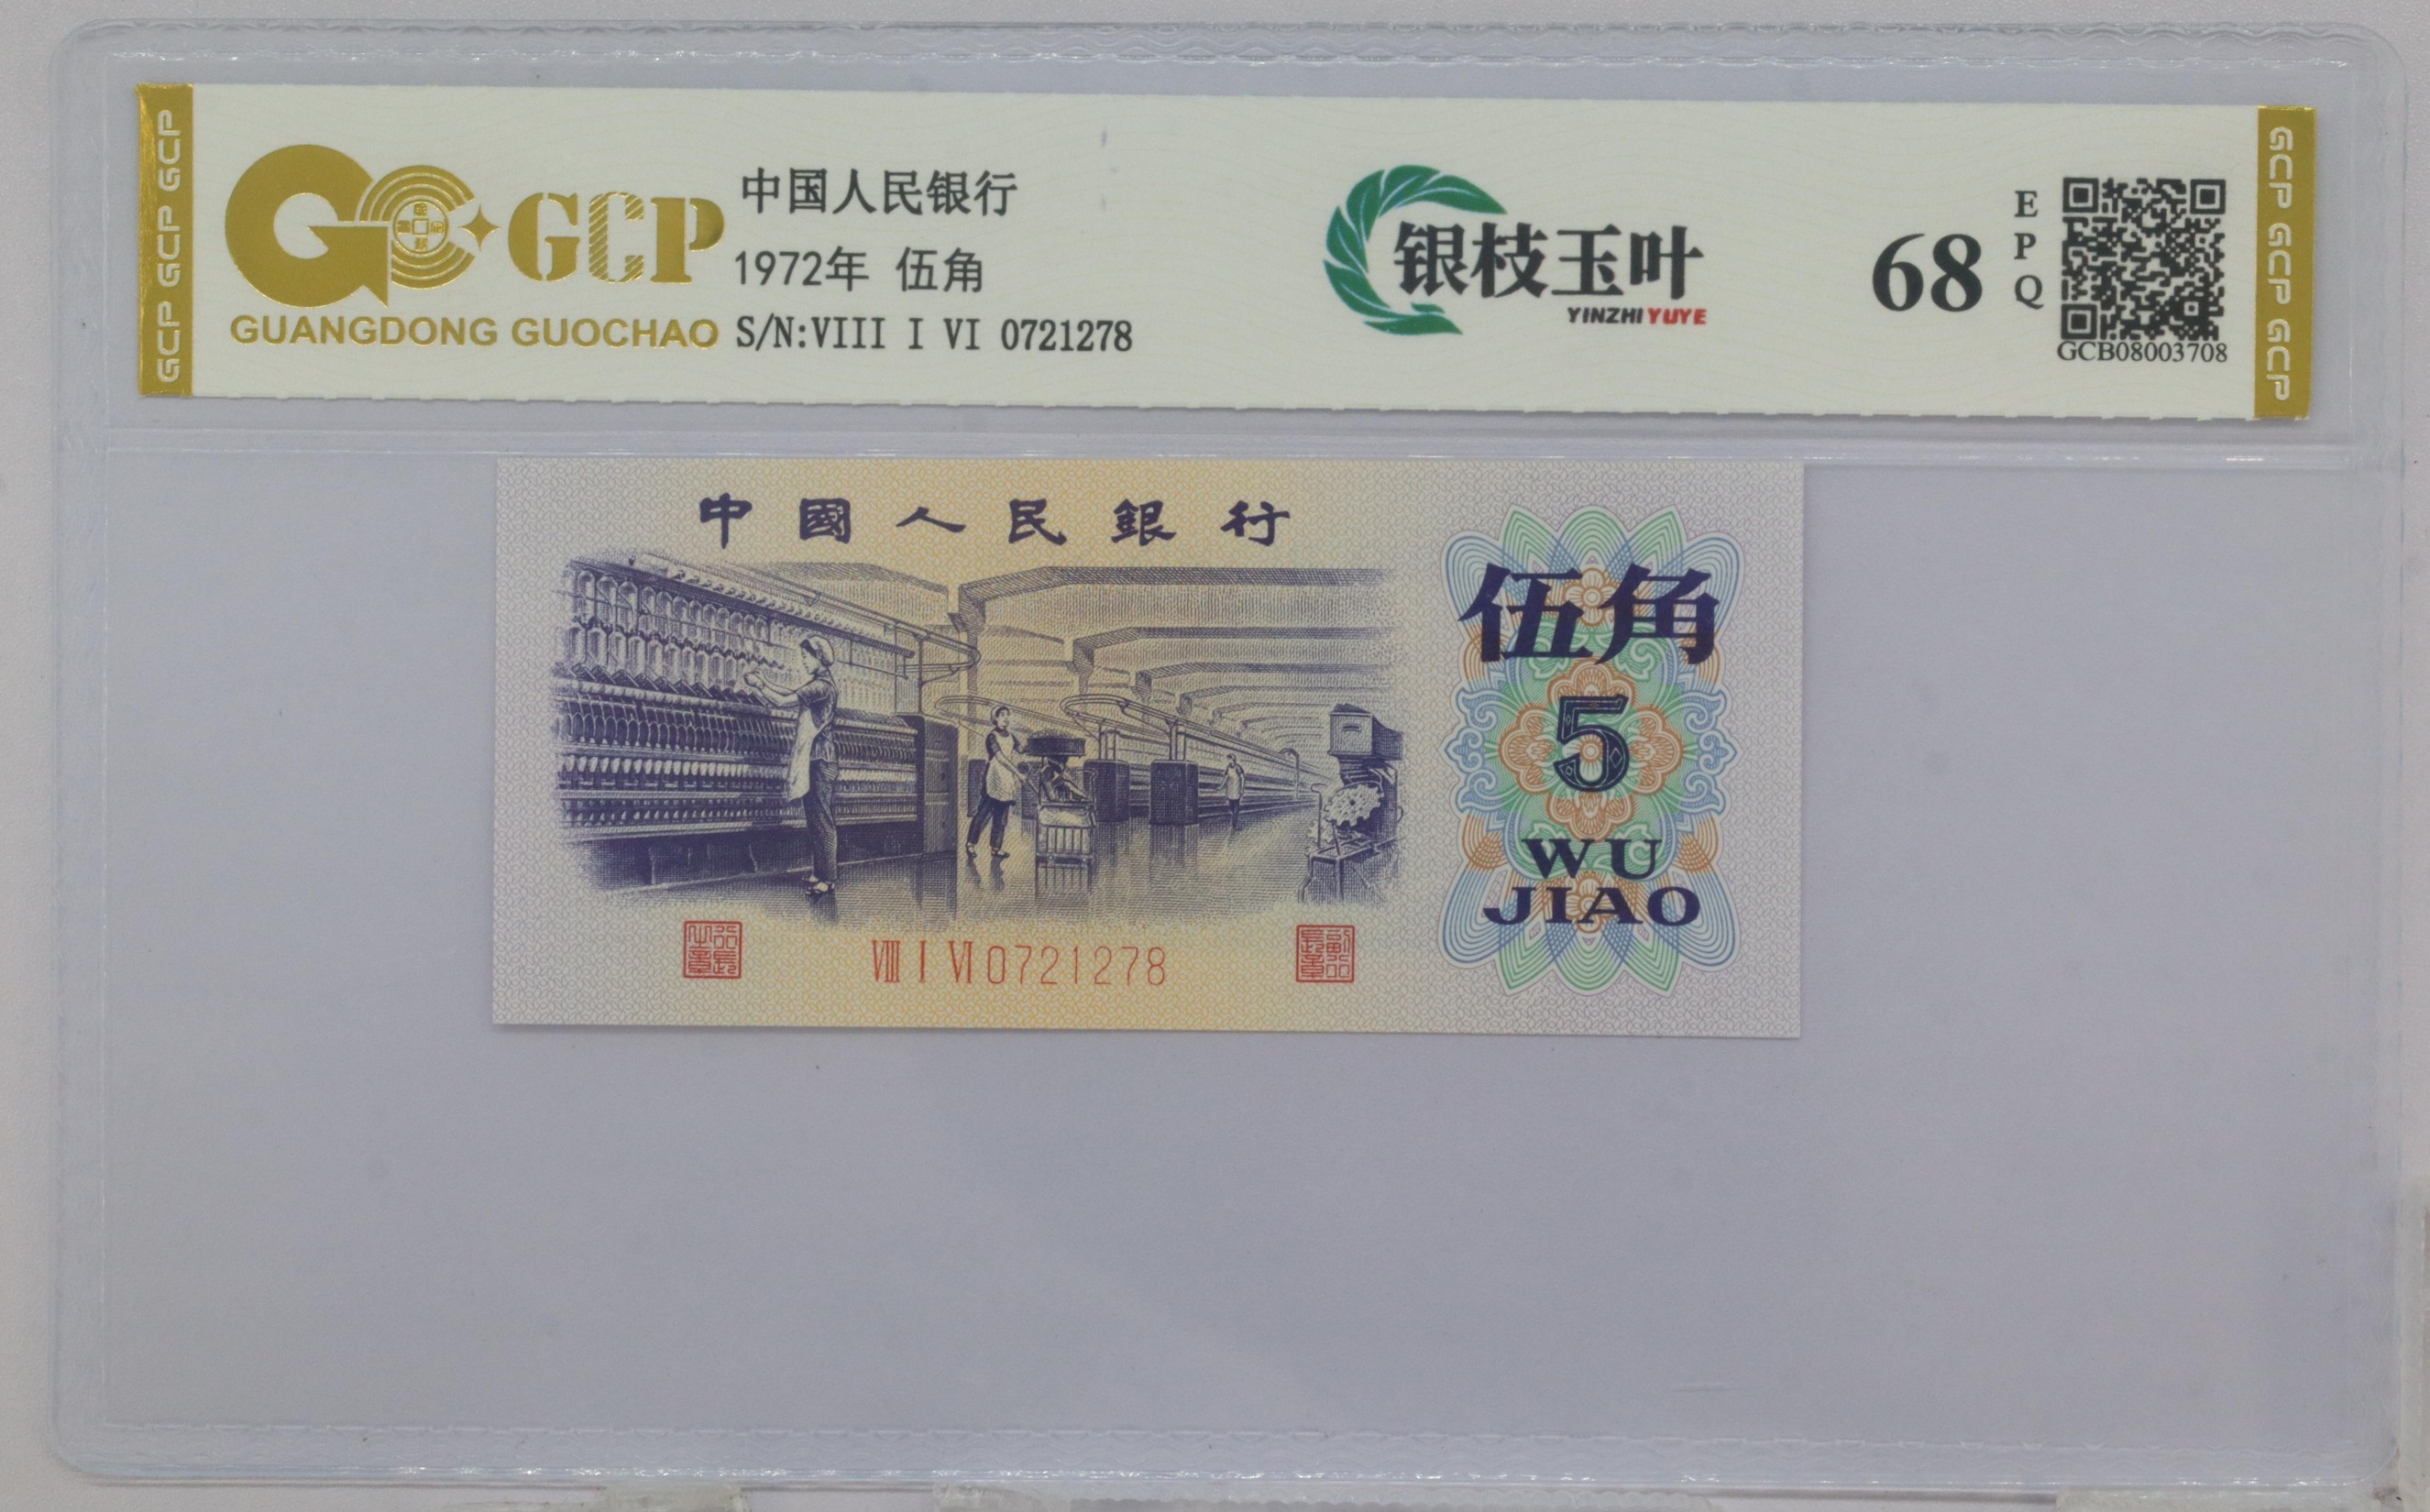 GCP GCP GCP
GCP
GUANGDONG GUOCHAO
中国人民银行
1972年 伍角
S/N:VIII I VI 0721278
银枝玉叶
YINZHI YUYE
68
EPQ
GCB08003708
GCP GCP GCP
中國人民銀行
伍角
5
WU
JIAO
VIII I VI 0721278